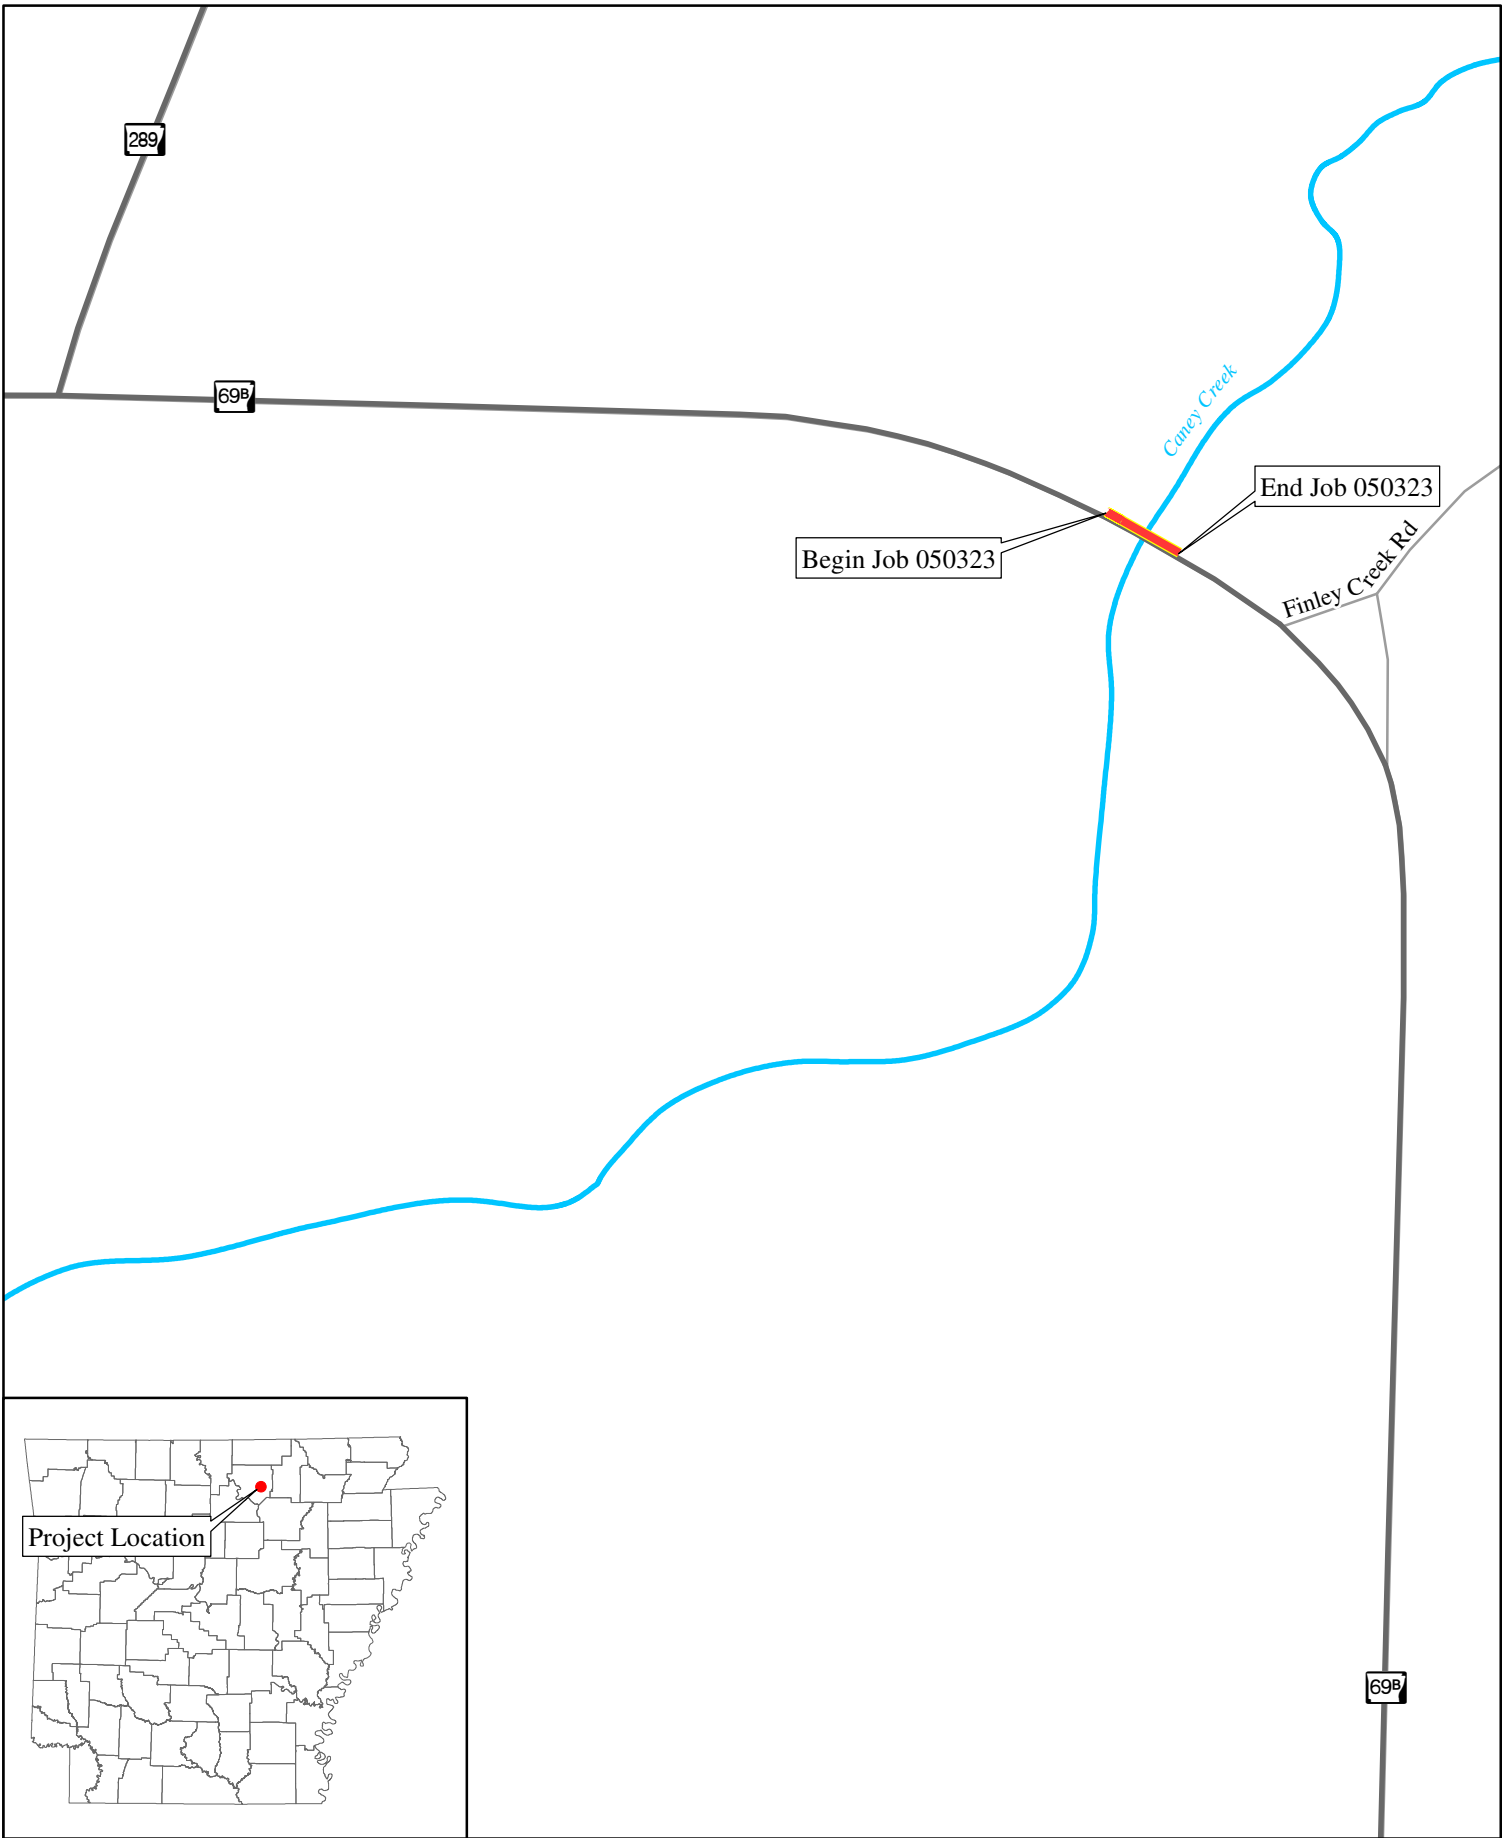 289
69B
Caney Creek
End Job 050323
Begin Job 050323
Finley Creek Rd
Project Location
69B